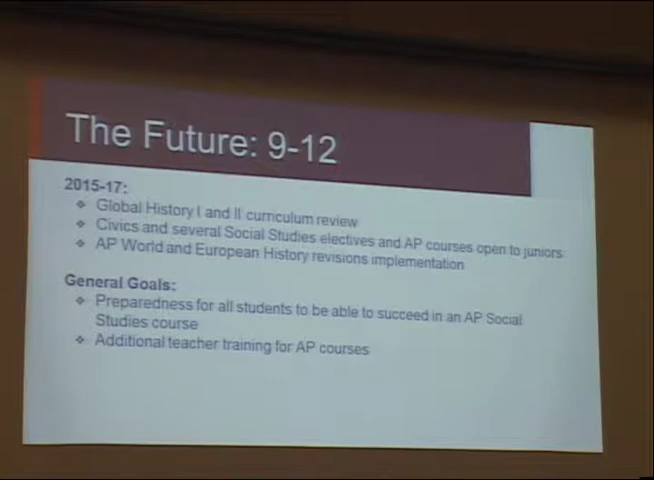 The Future: 9-12
2015-17:
❖ Global History I and II curriculum review
❖ Civics and several Social Studies electives and AP courses open to juniors
❖ AP World and European History revisions implementation
General Goals:
❖ Preparedness for all students to be able to succeed in an AP Social
Studies course
❖ Additional teacher training for AP courses